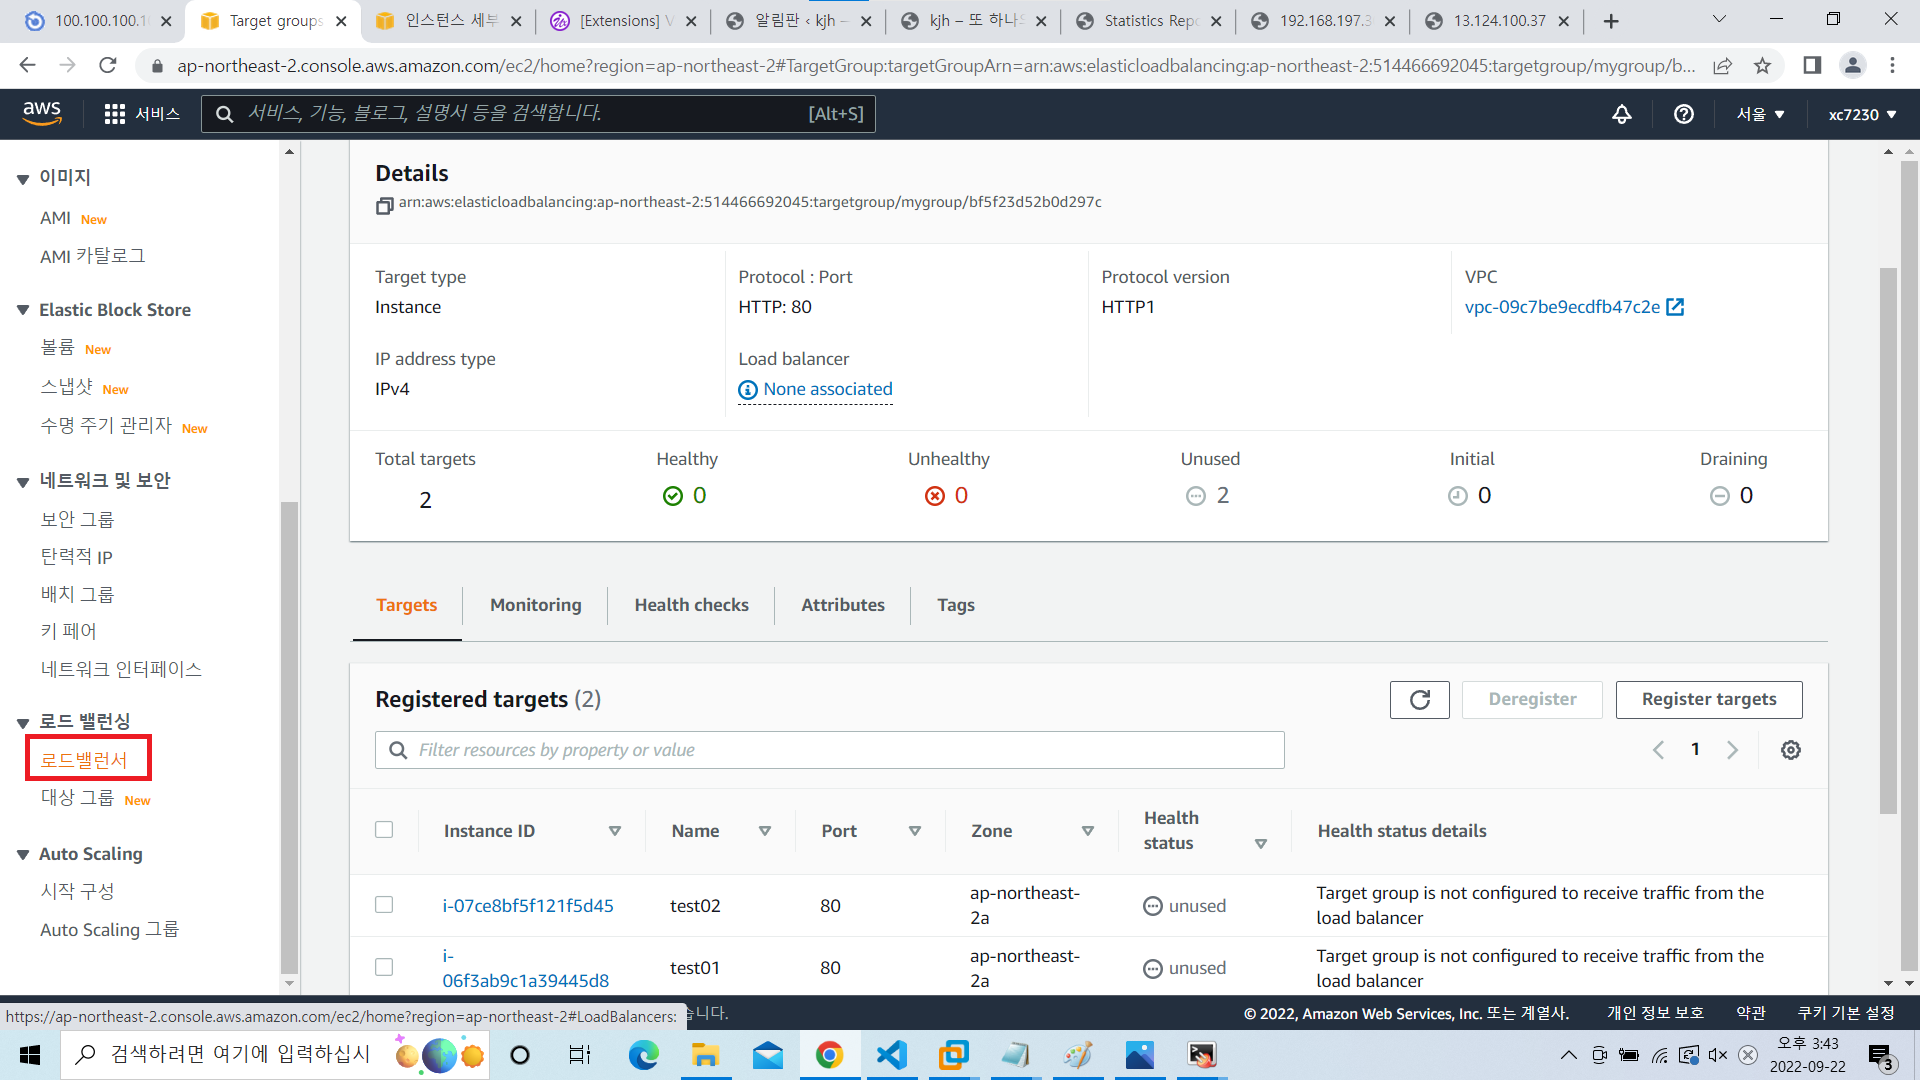 100.100.100.1
Target groups
인스턴스 세부
[Extensions] V
알림판 ‹ kjh –
kjh – 또 하나의
Statistics Repo
192.168.197.3
13.124.100.37
ap-northeast-2.console.aws.amazon.com/ec2/home?region=ap-northeast-2#TargetGroup:targetGroupArn=arn:aws:elasticloadbalancing:ap-northeast-2:514466692045:targetgroup/mygroup/b...
aws
서비스
서비스, 기능, 블로그, 설명서 등을 검색합니다.
[Alt+S]
서울
xc7230
이미지
AMI New
AMI 카탈로그
Elastic Block Store
볼륨 New
스냅샷 New
수명 주기 관리자 New
네트워크 및 보안
보안 그룹
탄력적 IP
배치 그룹
키 페어
네트워크 인터페이스
로드 밸런싱
로드밸런서
대상 그룹 New
Auto Scaling
시작 구성
Auto Scaling 그룹
Details
arn:aws:elasticloadbalancing:ap-northeast-2:514466692045:targetgroup/mygroup/bf5f23d52b0d297c
Target type
Instance
Protocol : Port
HTTP: 80
Protocol version
HTTP1
VPC
vpc-09c7be9ecdfb47c2e
IP address type
IPv4
Load balancer
None associated
Total targets
2
Healthy
0
Unhealthy
0
Unused
2
Initial
0
Draining
0
Targets
Monitoring
Health checks
Attributes
Tags
Registered targets (2)
Deregister
Register targets
Filter resources by property or value
1
Instance ID
Name
Port
Zone
Health
status
Health status details
i-07ce8bf5f121f5d45
test02
80
ap-northeast-
2a
unused
Target group is not configured to receive traffic from the
load balancer
i-
06f3ab9c1a39445d8
test01
80
ap-northeast-
2a
unused
Target group is not configured to receive traffic from the
load balancer
https://ap-northeast-2.console.aws.amazon.com/ec2/home?region=ap-northeast-2#LoadBalancers:
습니다.
© 2022, Amazon Web Services, Inc. 또는 계열사.
개인 정보 보호
약관
쿠키 기본 설정
검색하려면 여기에 입력하십시
오후 3:43
2022-09-22
3